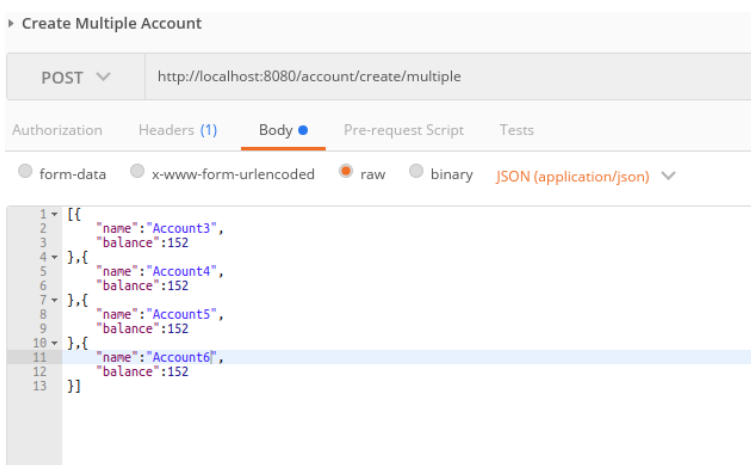 Create Multiple Account
POST http://localhost:8080/account/create/multiple
Authorization Headers (1) Body Pre-request Script Tests
form-data x-www-form-urlencoded raw binary JSON (application/json)
1 [{
2 "name":"Account3",
3 "balance":152
4 },{
5 "name":"Account4",
6 "balance":152
7 },{
8 "name":"Account5",
9 "balance":152
10 },{
11 "name":"Account6",
12 "balance":152
13 }]